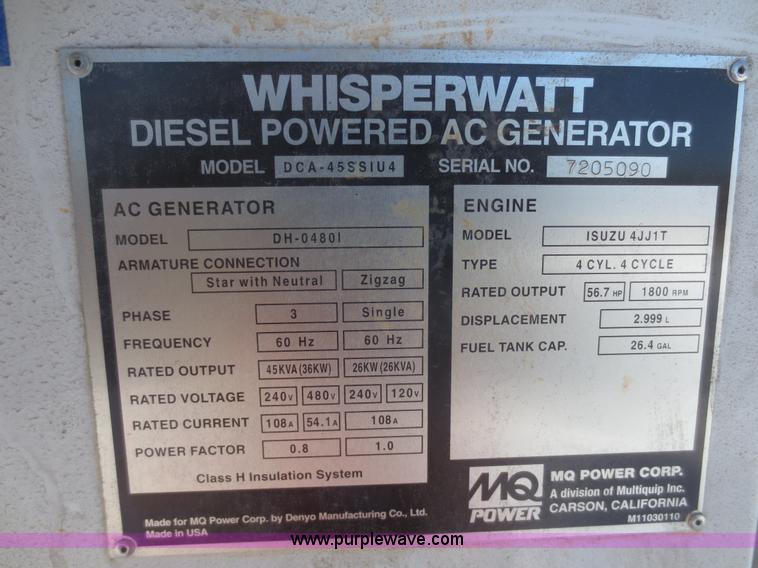 WHISPERWATT
DIESEL POWERED AC GENERATOR
MODEL DCA-45SSIU4 SERIAL NO. 7205090
AC GENERATOR
MODEL DH-0480I
ARMATURE CONNECTION
Star with Neutral Zigzag
PHASE 3 Single
FREQUENCY 60 Hz 60 Hz
RATED OUTPUT 45KVA (36KW) 26KW (26KVA)
RATED VOLTAGE 240V 480V 240V 120V
RATED CURRENT 108A 54.1A 108A
POWER FACTOR 0.8 1.0
Class H Insulation System
ENGINE
MODEL ISUZU 4JJ1T
TYPE 4 CYL. 4 CYCLE
RATED OUTPUT 56.7 HP 1800 RPM
DISPLACEMENT 2.999 L
FUEL TANK CAP. 26.4 GAL
MQ
POWER
MQ POWER CORP.
A division of Multiquip Inc.
CARSON, CALIFORNIA
M11030110
Made for MQ Power Corp. by Denyo Manufacturing Co., Ltd.
Made in USA
www.purplewave.com